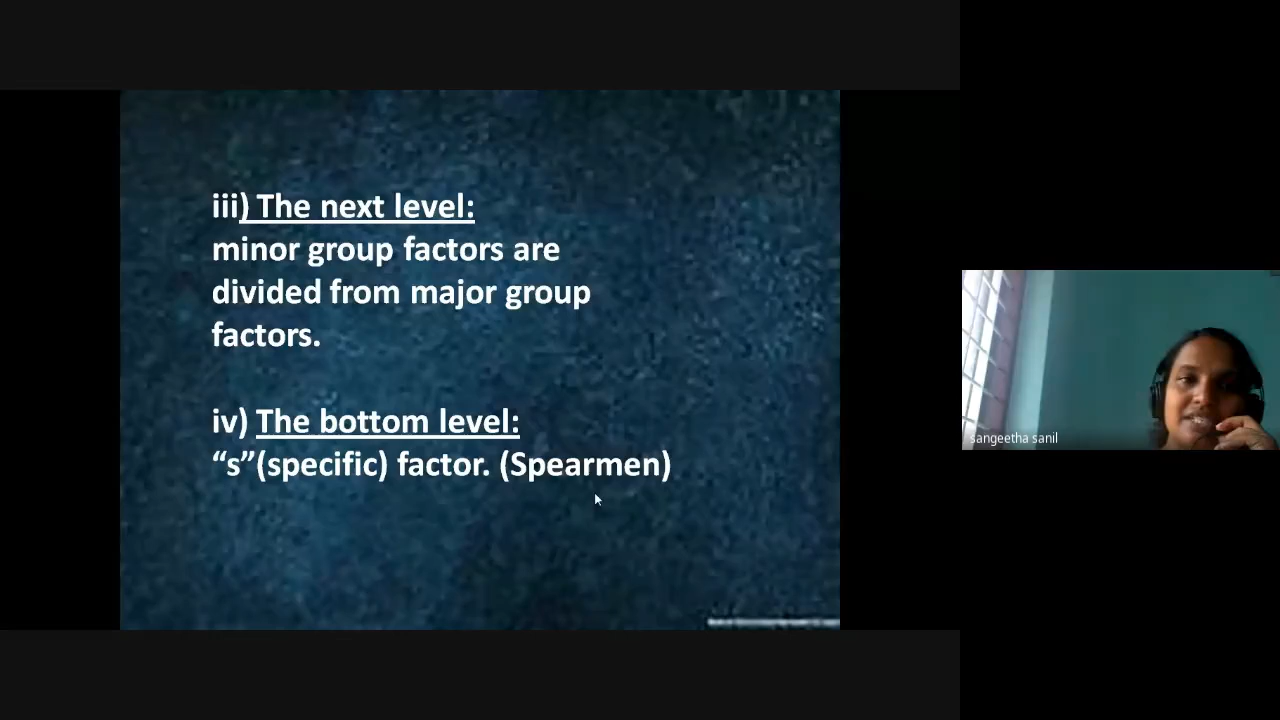 iii) The next level:
minor group factors are
divided from major group
factors.
iv) The bottom level:
“s”(specific) factor. (Spearmen)
sangeetha sanil